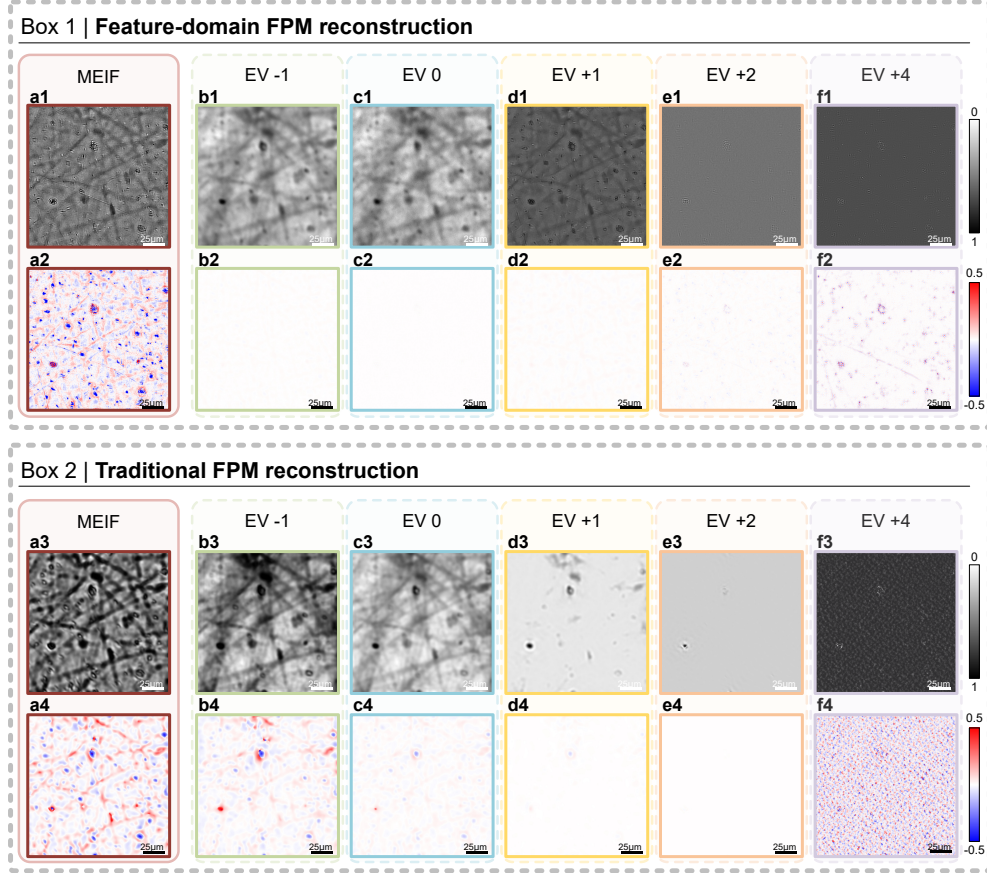 Box 1 | Feature-domain FPM reconstruction
MEIF EV -1 EV 0 EV +1 EV +2 EV +4
a1 b1 c1 d1 e1 f1
0
25μm 25μm 25μm 25μm 25μm 25μm
1
a2 b2 c2 d2 e2 f2
0.5
25μm 25μm 25μm 25μm 25μm 25μm
-0.5
Box 2 | Traditional FPM reconstruction
MEIF EV -1 EV 0 EV +1 EV +2 EV +4
a3 b3 c3 d3 e3 f3
0
25μm 25μm 25μm 25μm 25μm 25μm
1
a4 b4 c4 d4 e4 f4
0.5
25μm 25μm 25μm 25μm 25μm 25μm
-0.5